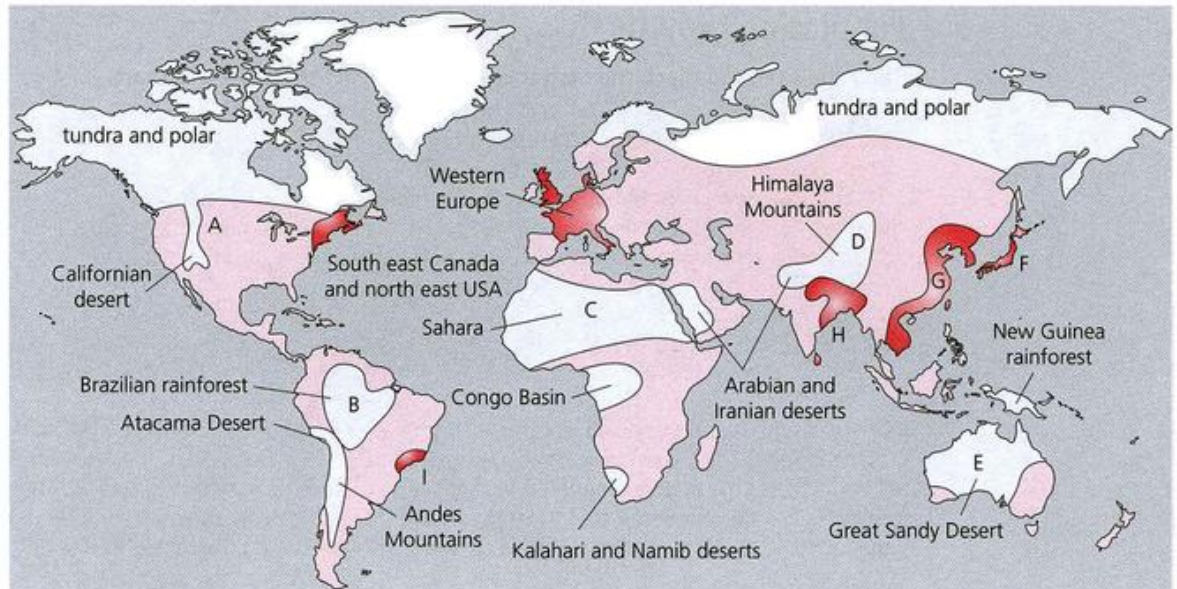 tundra and polar
tundra and polar
Western
Europe
Himalaya
Mountains
A
D
Californian
desert
South east Canada
and north east USA
F
G
Sahara
C
H
New Guinea
rainforest
Brazilian rainforest
B
Congo Basin
Arabian and
Iranian deserts
Atacama Desert
I
E
Andes
Mountains
Kalahari and Namib deserts
Great Sandy Desert